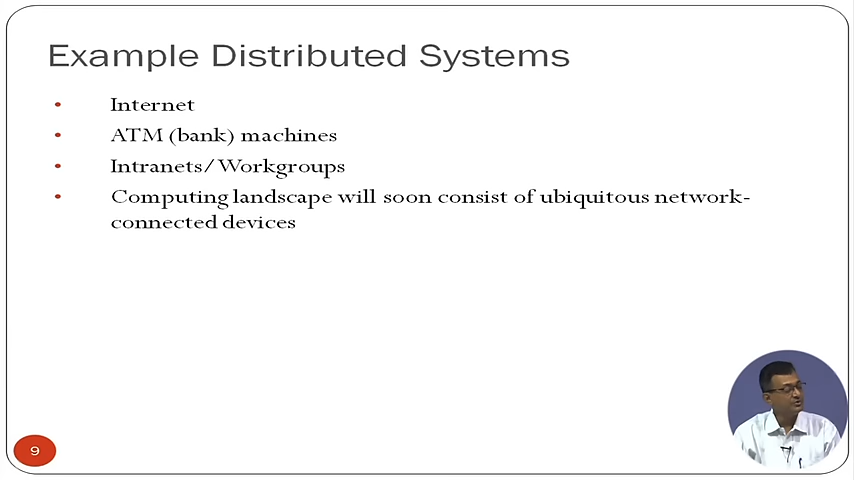 Example Distributed Systems
• Internet
• ATM (bank) machines
• Intranets/Workgroups
• Computing landscape will soon consist of ubiquitous network-
connected devices
9